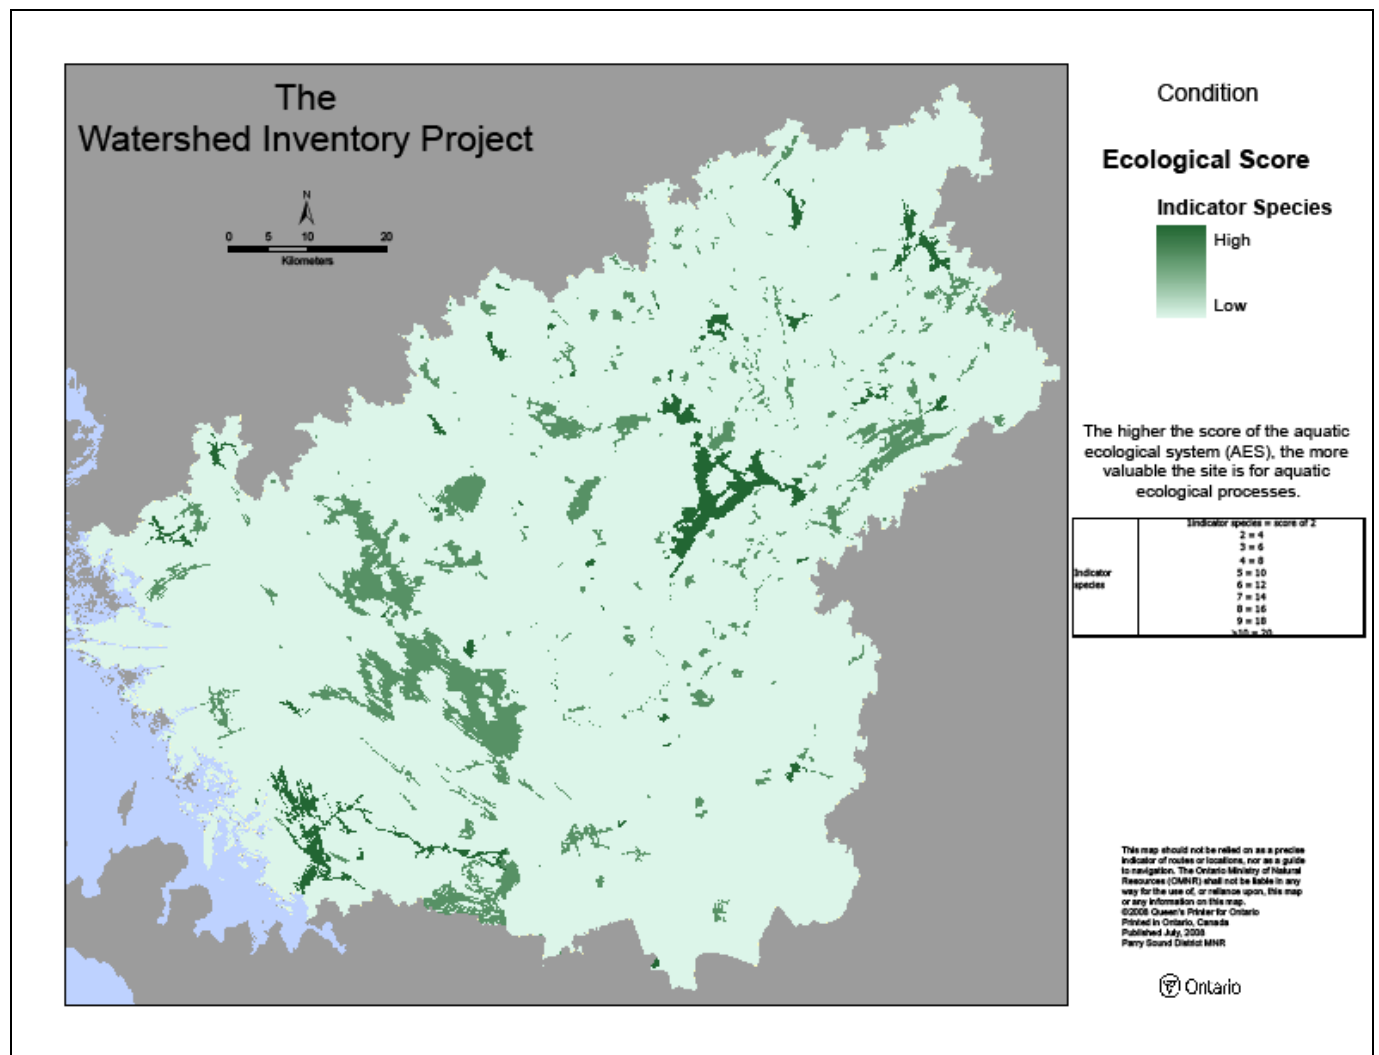 The
Watershed Inventory Project
N
0 5 10 20
Kilometers
Condition
Ecological Score
Indicator Species
High
Low
The higher the score of the aquatic
ecological system (AES), the more
valuable the site is for aquatic
ecological processes.
Indicator
species
1Indicator species = score of 2
2 = 4
3 = 6
4 = 8
5 = 10
6 = 12
7 = 14
8 = 16
9 = 18
>10 = 20
This map should not be relied on as a precise
indicator of routes or locations, nor as a guide
to navigation. The Ontario Ministry of Natural
Resources (OMNR) shall not be liable in any
way for the use of, or reliance upon, this map
or any information on this map.
©2008 Queen's Printer for Ontario
Printed in Ontario, Canada
Published July, 2008
Parry Sound District MNR
Ontario